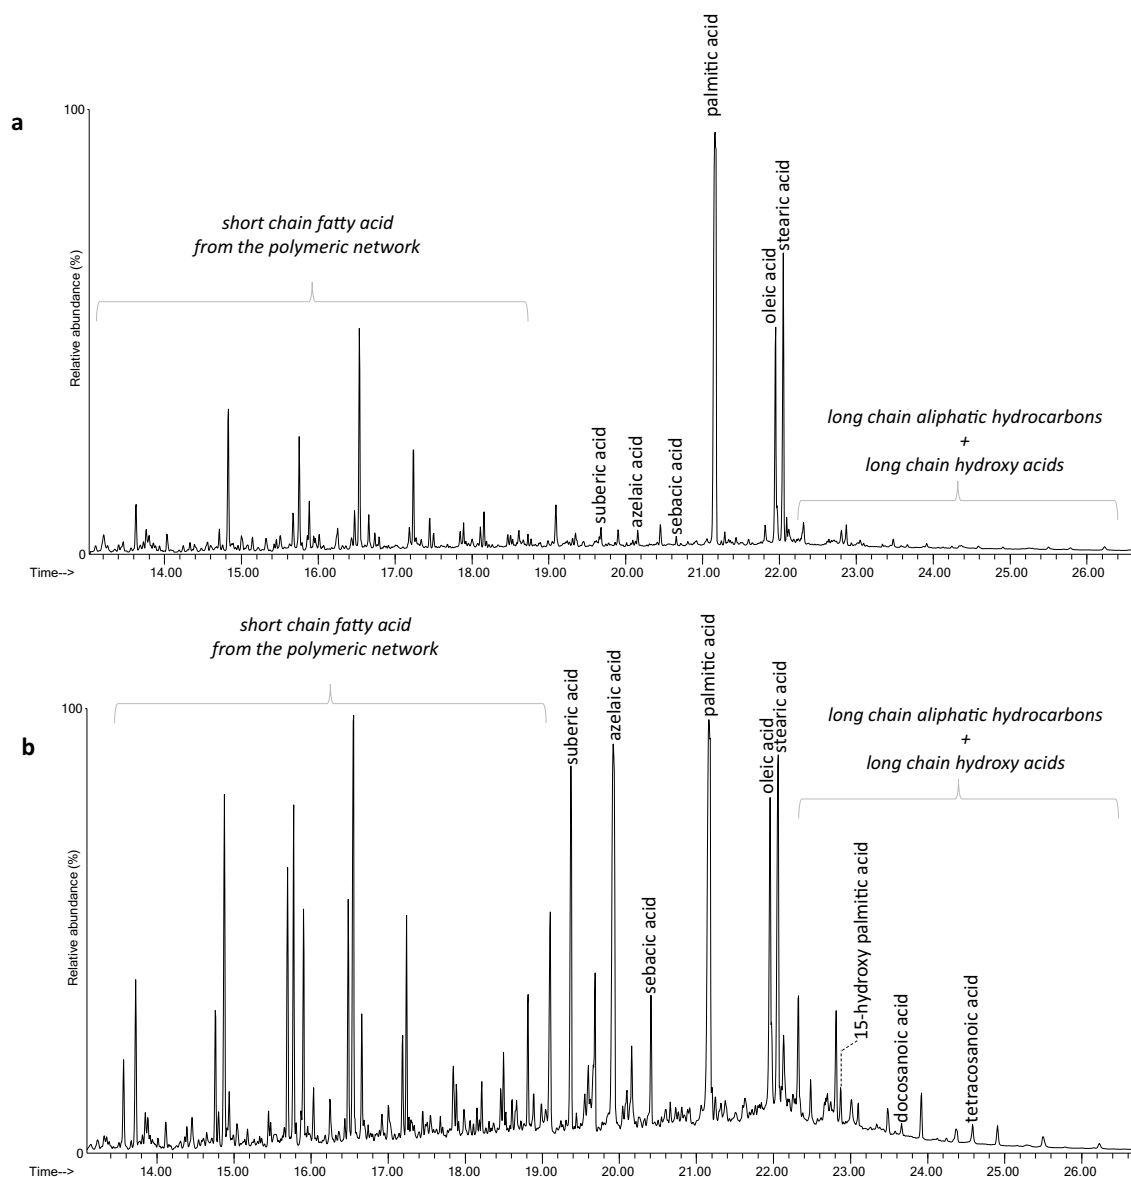 a
100
Relative abundance (%)
0
short chain fatty acid
from the polymeric network
suberic acid
azelaic acid
sebacic acid
palmitic acid
oleic acid
stearic acid
long chain aliphatic hydrocarbons
+
long chain hydroxy acids
Time-->
14.00 15.00 16.00 17.00 18.00 19.00 20.00 21.00 22.00 23.00 24.00 25.00 26.00
b
100
Relative abundance (%)
0
short chain fatty acid
from the polymeric network
suberic acid
azelaic acid
sebacic acid
palmitic acid
oleic acid
stearic acid
long chain aliphatic hydrocarbons
+
long chain hydroxy acids
15-hydroxy palmitic acid
docosanoic acid
tetracosanoic acid
Time-->
14.00 15.00 16.00 17.00 18.00 19.00 20.00 21.00 22.00 23.00 24.00 25.00 26.00